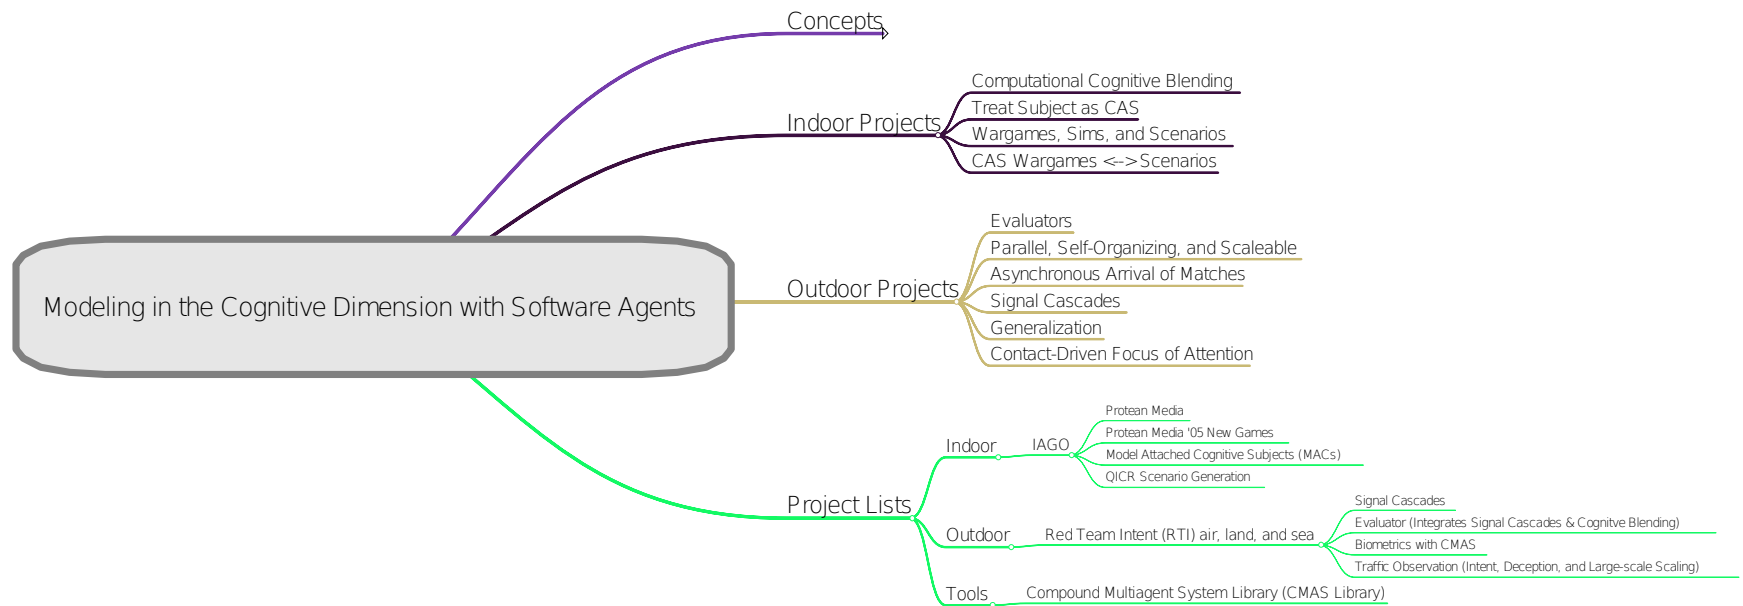 Concepts
Computational Cognitive Blending
Treat Subject as CAS
Indoor Projects
Wargames, Sims, and Scenarios
CAS Wargames <--> Scenarios
Evaluators
Parallel, Self-Organizing, and Scaleable
Asynchronous Arrival of Matches
Outdoor Projects
Signal Cascades
Modeling in the Cognitive Dimension with Software Agents
Generalization
Contact-Driven Focus of Attention
Protean Media
Protean Media '05 New Games
Indoor
IAGO
Model Attached Cognitive Subjects (MACs)
QICR Scenario Generation
Project Lists
Signal Cascades
Evaluator (Integrates Signal Cascades & Cognitve Blending)
Outdoor
Red Team Intent (RTI) air, land, and sea
Biometrics with CMAS
Traffic Observation (Intent, Deception, and Large-scale Scaling)
Tools
Compound Multiagent System Library (CMAS Library)